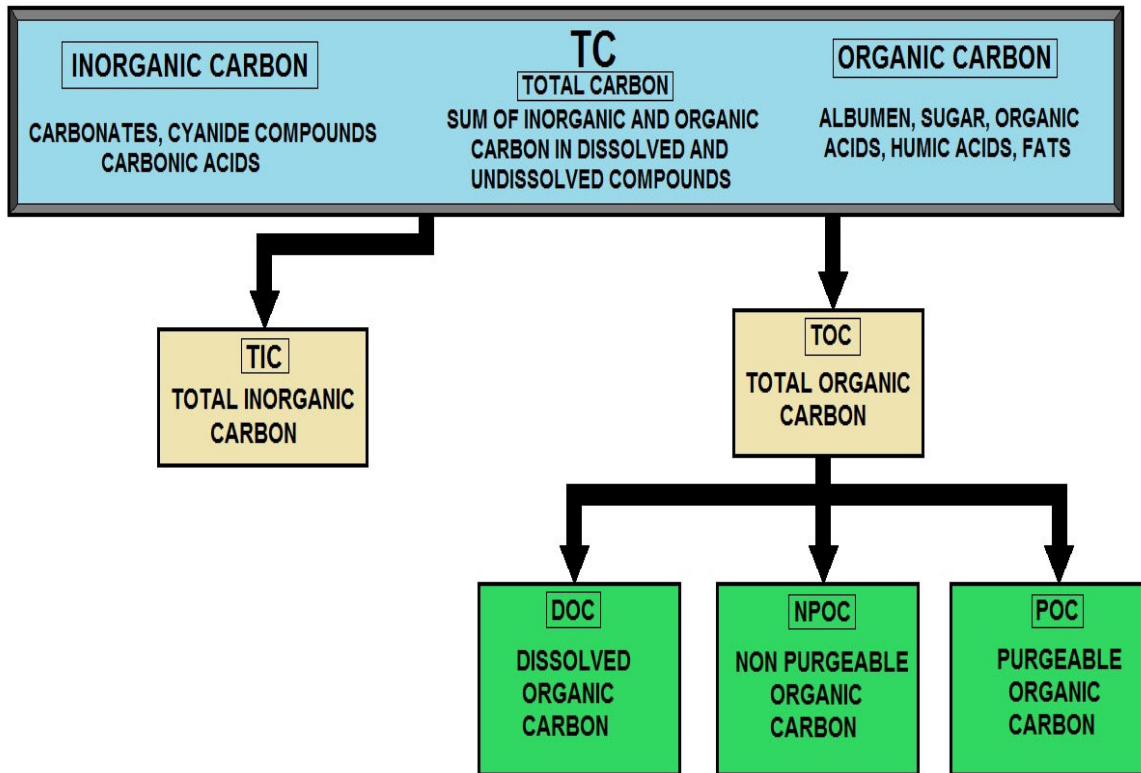 INORGANIC CARBON
CARBONATES, CYANIDE COMPOUNDS
CARBONIC ACIDS
TC
TOTAL CARBON
SUM OF INORGANIC AND ORGANIC
CARBON IN DISSOLVED AND
UNDISSOLVED COMPOUNDS
ORGANIC CARBON
ALBUMEN, SUGAR, ORGANIC
ACIDS, HUMIC ACIDS, FATS
TIC
TOTAL INORGANIC
CARBON
TOC
TOTAL ORGANIC
CARBON
DOC
DISSOLVED
ORGANIC
CARBON
NPOC
NON PURGEABLE
ORGANIC
CARBON
POC
PURGEABLE
ORGANIC
CARBON